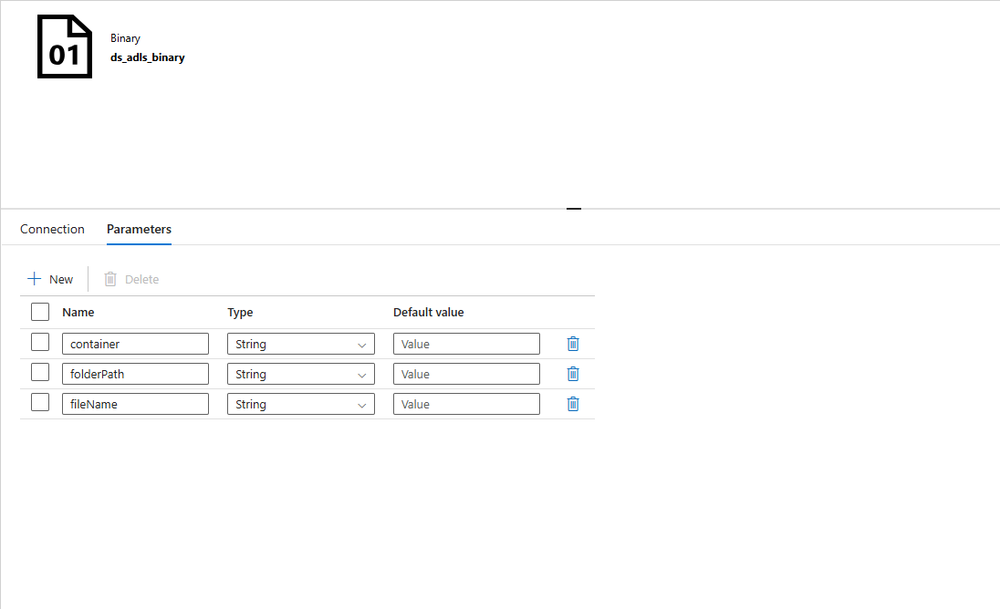 01
Binary
ds_adls_binary
Connection Parameters
New Delete
Name Type Default value
container String Value
folderPath String Value
fileName String Value